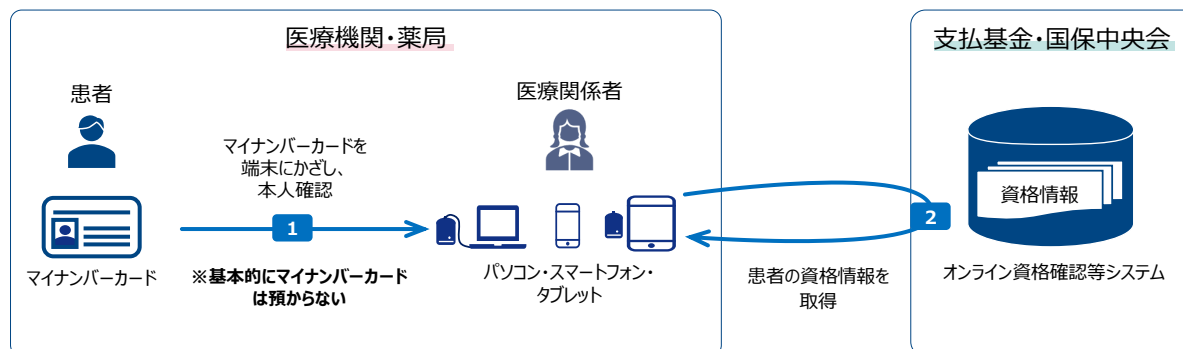 医療機関・薬局
支払基金・国保中央会
患者
医療関係者
マイナンバーカードを
端末にかざし、
本人確認
資格情報
1
2
マイナンバーカード
※基本的にマイナンバーカード
は預からない
パソコン・スマートフォン・
タブレット
患者の資格情報を
取得
オンライン資格確認等システム